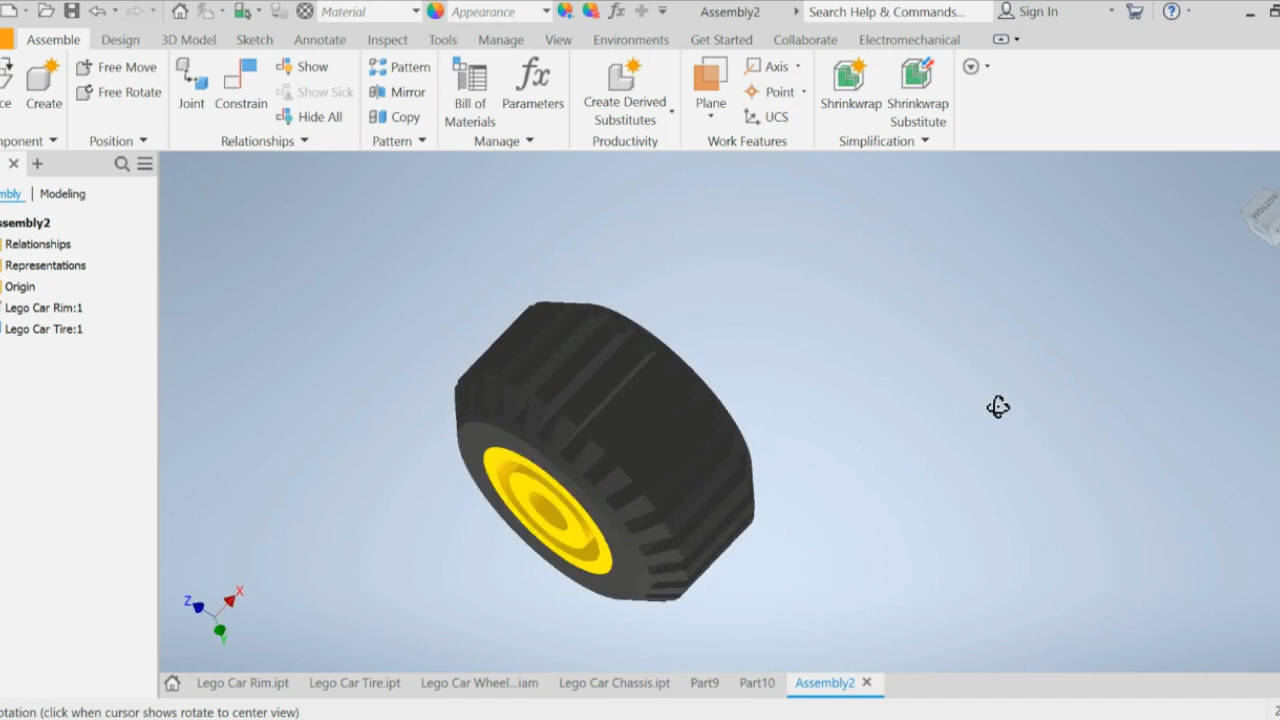 Material Appearance fx Assembly2 Search Help & Commands... Sign In
Assemble Design 3D Model Sketch Annotate Inspect Tools Manage View Environments Get Started Collaborate Electromechanical
Free Move Show Pattern Axis
Free Rotate Show Sick Mirror Point
Create Joint Constrain Hide All Copy Bill of Materials fx Parameters Create Derived Substitutes Plane UCS Shrinkwrap Shrinkwrap Substitute
ponent Position Relationships Pattern Manage Productivity Work Features Simplification
mbly Modeling
ssembly2
Relationships
Representations
Origin
Lego Car Rim:1
Lego Car Tire:1
BOTTOM
Z X
Y
Lego Car Rim.ipt Lego Car Tire.ipt Lego Car Wheel...iam Lego Car Chassis.ipt Part9 Part10 Assembly2
otation (click when cursor shows rotate to center view)